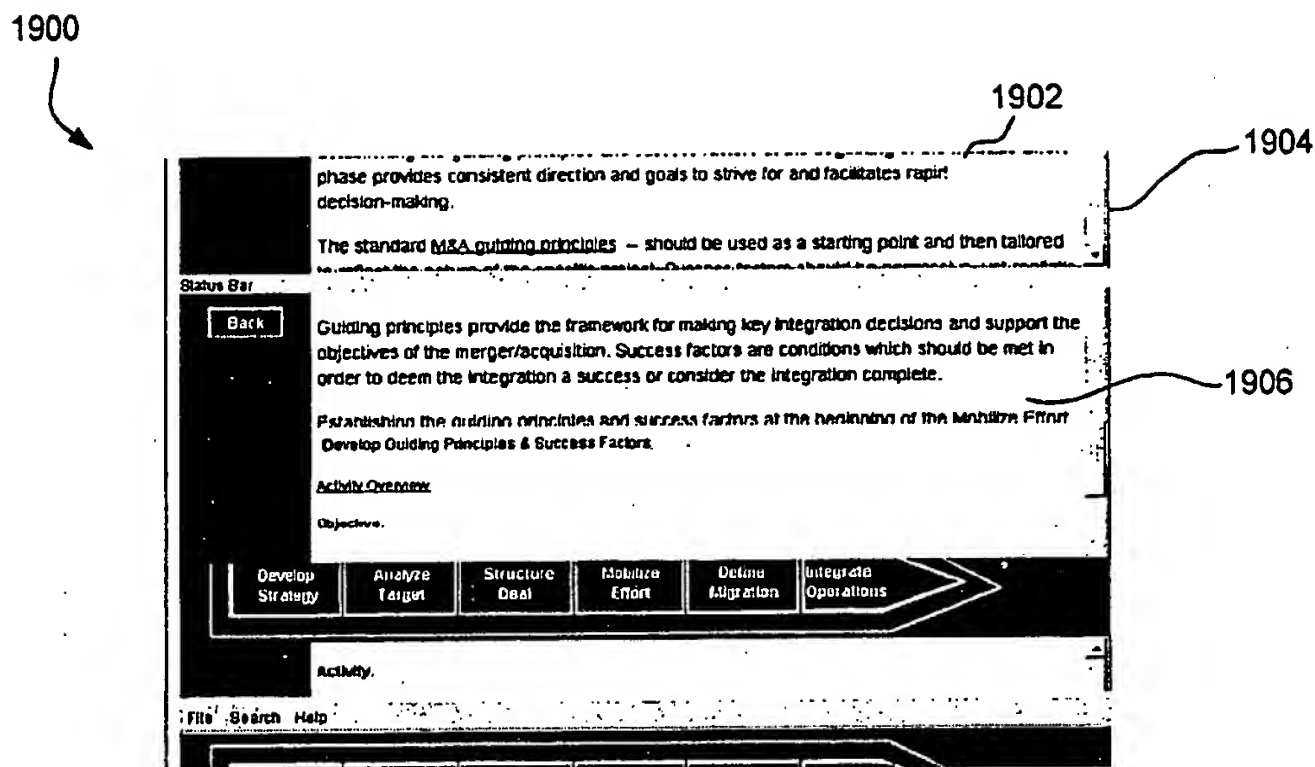 1900
1902
1904
phase provides consistent direction and goals to strive for and facilitates
decision-making.
The standard M&A guiding principles – should be used as a starting point and then tailored
Status Bar
Back
Guiding principles provide the framework for making key integration decisions and support the
objectives of the merger/acquisition. Success factors are conditions which should be met in
order to deem the integration a success or consider the integration complete.
1906
Establishing the guiding principles and success factors at the beginning of the Mobilize Effort
Develop Guiding Principles & Success Factors
Activity Overview
Objective.
Develop Strategy
Analyze Target
Structure Deal
Mobilize Effort
Define Migration
Integrate Operations
Activity.
File Search Help